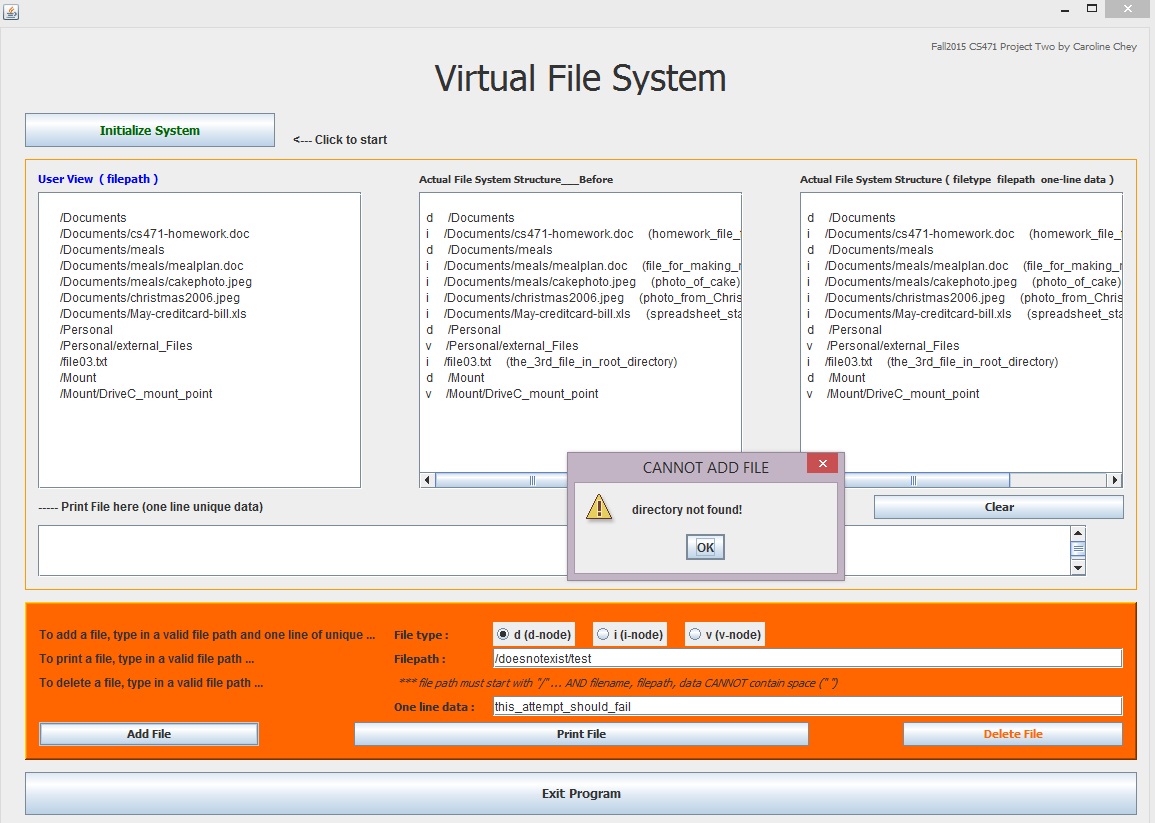 Fall2015 CS471 Project Two by Caroline Chey
Virtual File System
Initialize System
<--- Click to start
User View ( filepath )
/Documents
/Documents/cs471-homework.doc
/Documents/meals
/Documents/meals/mealplan.doc
/Documents/meals/cakephoto.jpeg
/Documents/christmas2006.jpeg
/Documents/May-creditcard-bill.xls
/Personal
/Personal/external_Files
/file03.txt
/Mount
/Mount/DriveC_mount_point
Actual File System Structure___Before
d /Documents
i /Documents/cs471-homework.doc (homework_file_
d /Documents/meals
i /Documents/meals/mealplan.doc (file_for_making_
i /Documents/meals/cakephoto.jpeg (photo_of_cake)
i /Documents/christmas2006.jpeg (photo_from_Chris
i /Documents/May-creditcard-bill.xls (spreadsheet_sta
d /Personal
v /Personal/external_Files
i /file03.txt (the_3rd_file_in_root_directory)
d /Mount
v /Mount/DriveC_mount_point
Actual File System Structure ( filetype filepath one-line data )
d /Documents
i /Documents/cs471-homework.doc (homework_file_
d /Documents/meals
i /Documents/meals/mealplan.doc (file_for_making_
i /Documents/meals/cakephoto.jpeg (photo_of_cake)
i /Documents/christmas2006.jpeg (photo_from_Chris
i /Documents/May-creditcard-bill.xls (spreadsheet_sta
d /Personal
v /Personal/external_Files
i /file03.txt (the_3rd_file_in_root_directory)
d /Mount
v /Mount/DriveC_mount_point
CANNOT ADD FILE
directory not found!
OK
----- Print File here (one line unique data)
Clear
To add a file, type in a valid file path and one line of unique ...
File type :
d (d-node)
i (i-node)
v (v-node)
To print a file, type in a valid file path ...
Filepath :
/doesnotexist/test
To delete a file, type in a valid file path ...
*** file path must start with "/" ... AND filename, filepath, data CANNOT contain space (" ")
One line data :
this_attempt_should_fail
Add File
Print File
Delete File
Exit Program